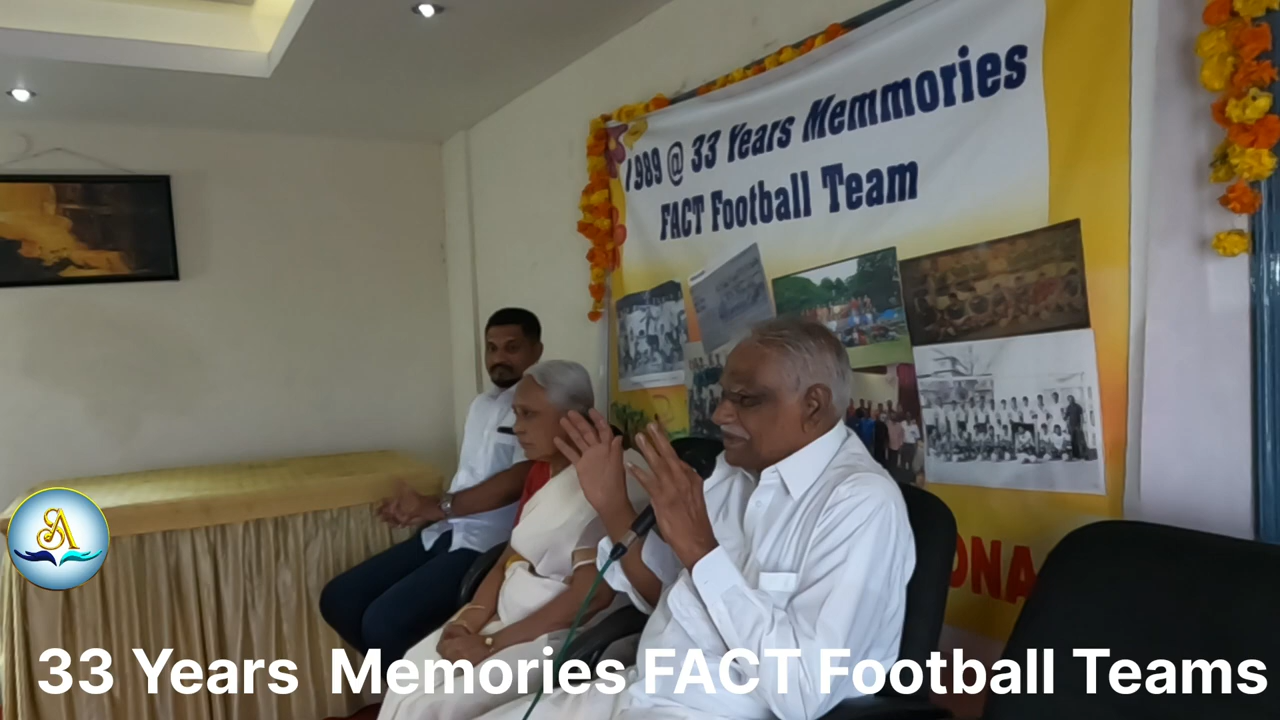 1989 @ 33 Years Memmories
FACT Football Team
ONA
A
33 Years Memories FACT Football Teams